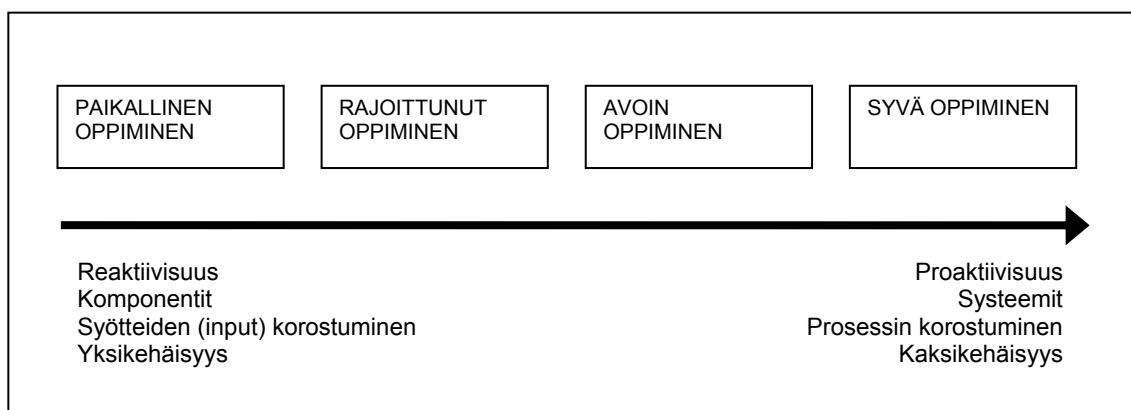 PAIKALLINEN
OPPIMINEN
RAJOITTUNUT
OPPIMINEN
AVOIN
OPPIMINEN
SYVÄ OPPIMINEN
Reaktiivisuus
Komponentit
Syötteiden (input) korostuminen
Yksikehäisyys
Proaktiivisuus
Systeemit
Prosessin korostuminen
Kaksikehäisyys